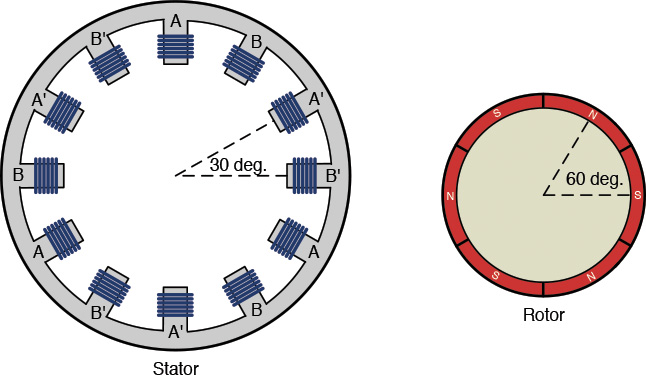 A
B' B
A' A'
30 deg.
B B'
A A
B' B
A'
Stator
S N
60 deg.
N S
S N
Rotor